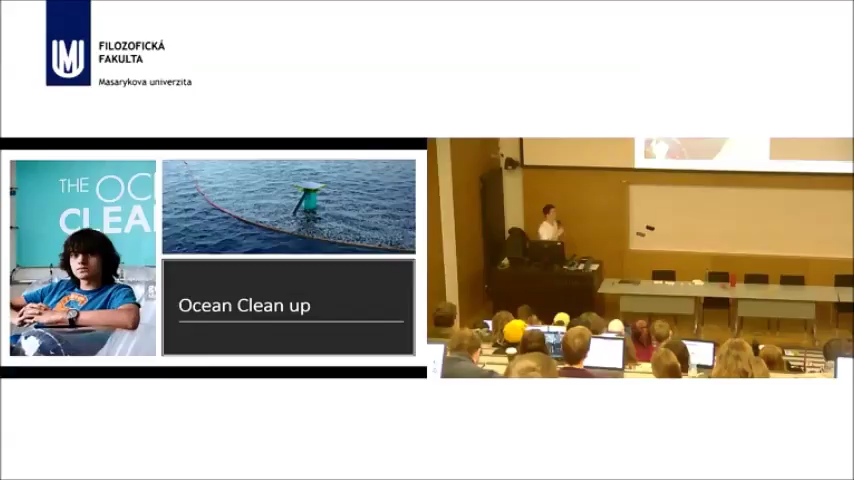 FILOZOFICKÁ
FAKULTA
Masarykova univerzita
THE OC
CLEA
Ocean Clean up